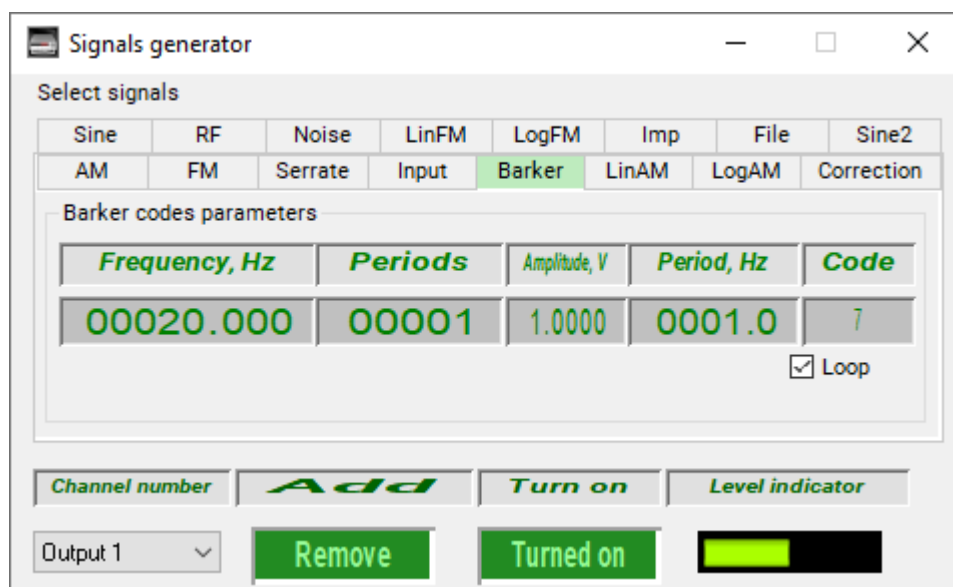 Signals generator
Select signals
Sine RF Noise LinFM LogFM Imp File Sine2
AM FM Serrate Input Barker LinAM LogAM Correction
Barker codes parameters
Frequency, Hz Periods Amplitude, V Period, Hz Code
00020.000 00001 1.0000 0001.0 7
Loop
Channel number Add Turn on Level indicator
Output 1 Remove Turned on